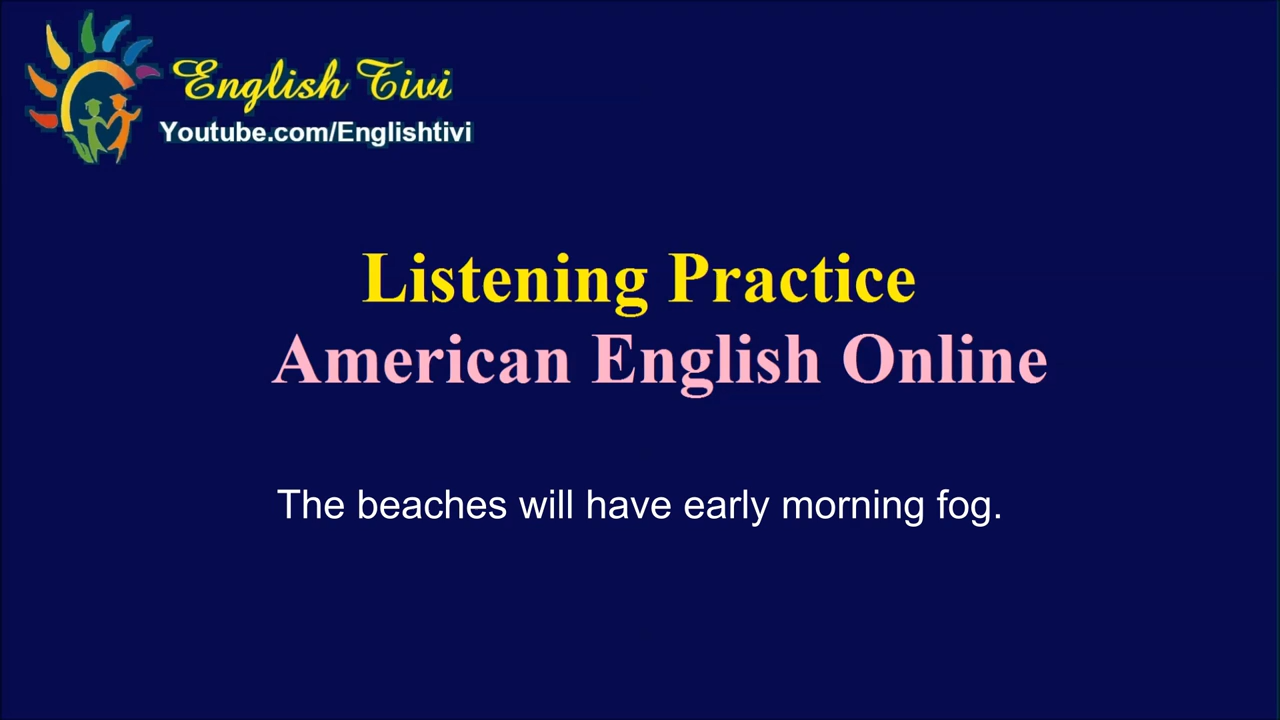 English Tivi
Youtube.com/Englishtivi
Listening Practice
American English Online
The beaches will have early morning fog.